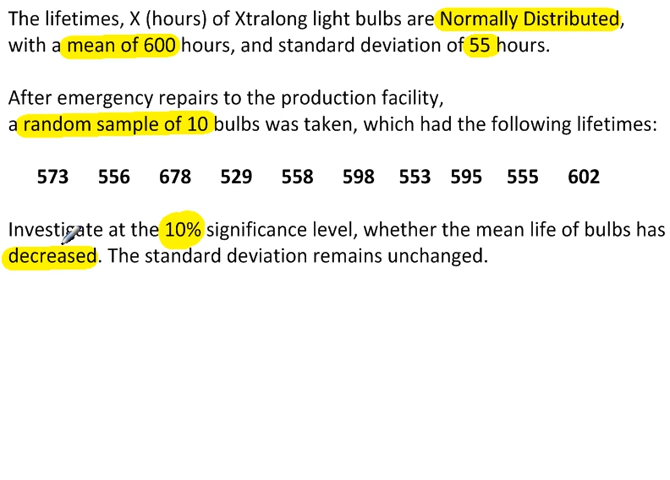 The lifetimes, X (hours) of Xtralong light bulbs are Normally Distributed,
with a mean of 600 hours, and standard deviation of 55 hours.
After emergency repairs to the production facility,
a random sample of 10 bulbs was taken, which had the following lifetimes:
573 556 678 529 558 598 553 595 555 602
Investigate at the 10% significance level, whether the mean life of bulbs has
decreased. The standard deviation remains unchanged.